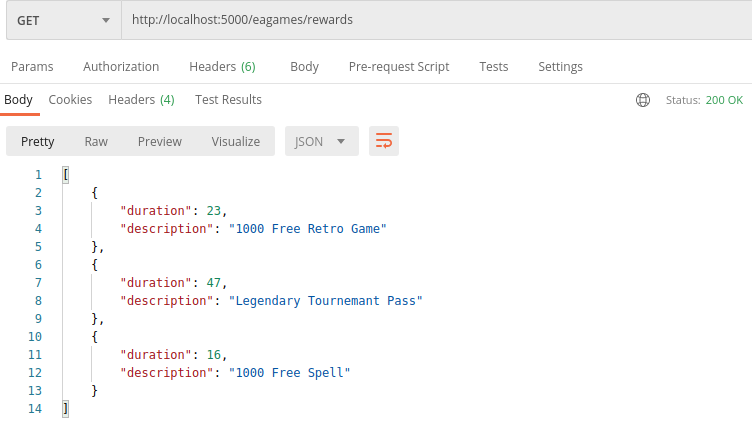 GET http://localhost:5000/eagames/rewards
Params Authorization Headers (6) Body Pre-request Script Tests Settings
Body Cookies Headers (4) Test Results Status: 200 OK
Pretty Raw Preview Visualize JSON
1 [
2 {
3 "duration": 23,
4 "description": "1000 Free Retro Game"
5 },
6 {
7 "duration": 47,
8 "description": "Legendary Tournemant Pass"
9 },
10 {
11 "duration": 16,
12 "description": "1000 Free Spell"
13 }
14 ]